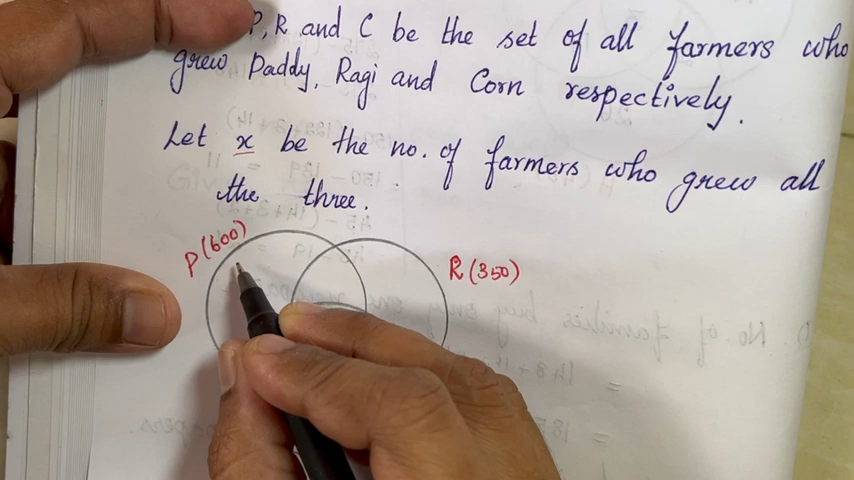 P, R and C be the set of all farmers who
grew Paddy, Ragi and Corn respectively.
Let x be the no. of farmers who grew all
the three.
P(600)
R(350)